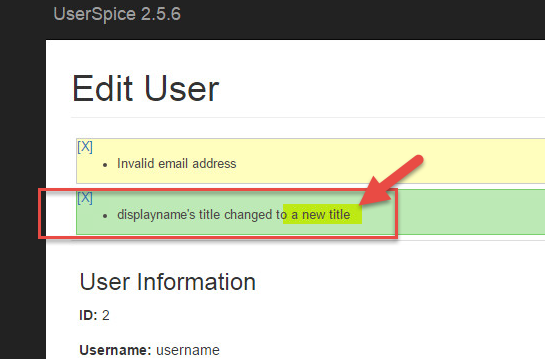 UserSpice 2.5.6
Edit User
[X]
Invalid email address
[X]
displayname's title changed to a new title
User Information
ID: 2
Username: username